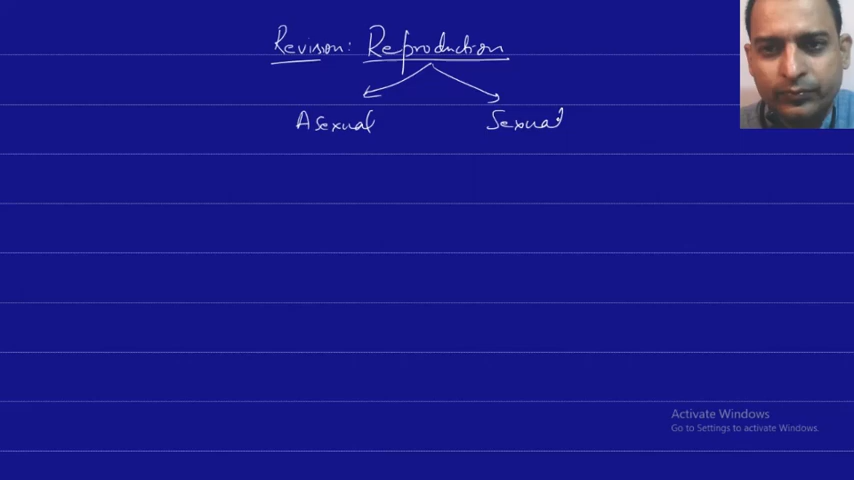 Revision: Reproduction
Asexual Sexual
Activate Windows
Go to Settings to activate Windows.